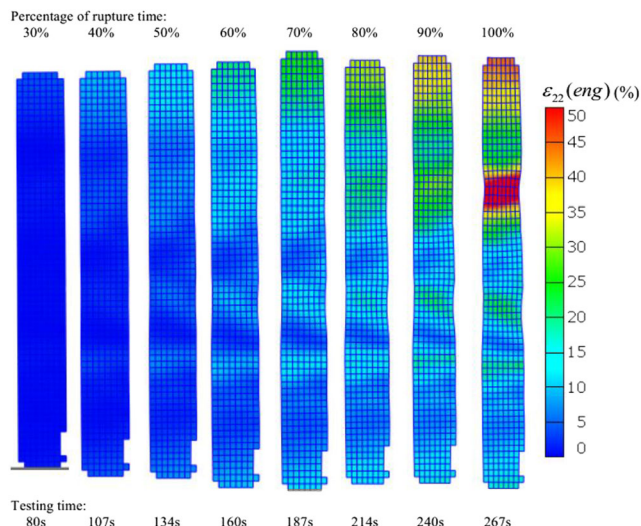 Percentage of rupture time:
30% 40% 50% 60% 70% 80% 90% 100%
ε22(eng) (%)
50
45
40
35
30
25
20
15
10
5
0
Testing time:
80s 107s 134s 160s 187s 214s 240s 267s